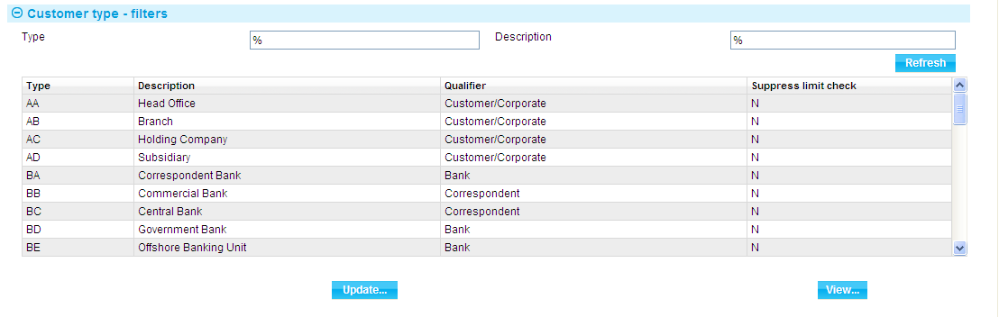 Customer type - filters
Type % Description %
Refresh
Type Description Qualifier Suppress limit check
AA Head Office Customer/Corporate N
AB Branch Customer/Corporate N
AC Holding Company Customer/Corporate N
AD Subsidiary Customer/Corporate N
BA Correspondent Bank Bank N
BB Commercial Bank Correspondent N
BC Central Bank Correspondent N
BD Government Bank Bank N
BE Offshore Banking Unit Bank N
Update... View...